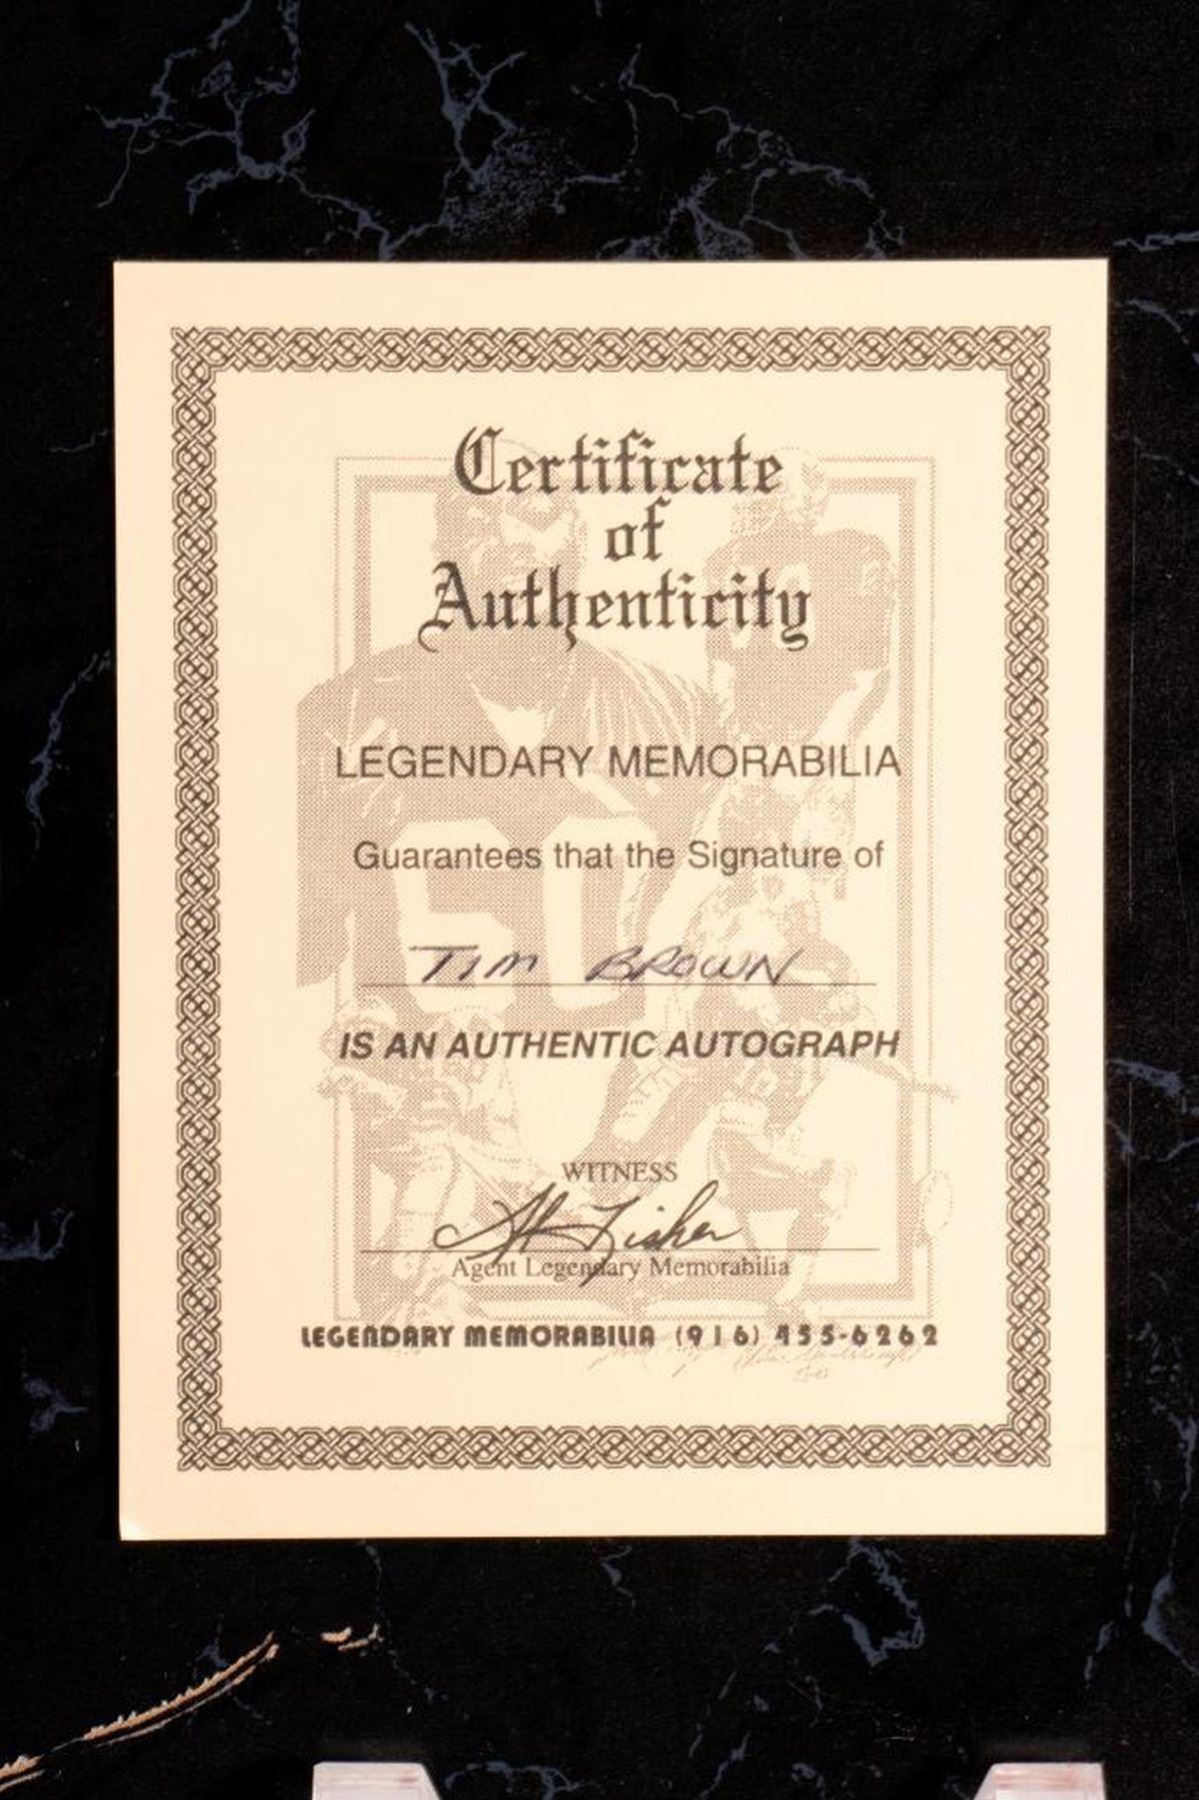 Certificate
of
Authenticity
LEGENDARY MEMORABILIA
Guarantees that the Signature of
TIM BROWN
IS AN AUTHENTIC AUTOGRAPH
WITNESS
Fisher
Agent Legendary Memorabilia
LEGENDARY MEMORABILIA (916) 455-6262